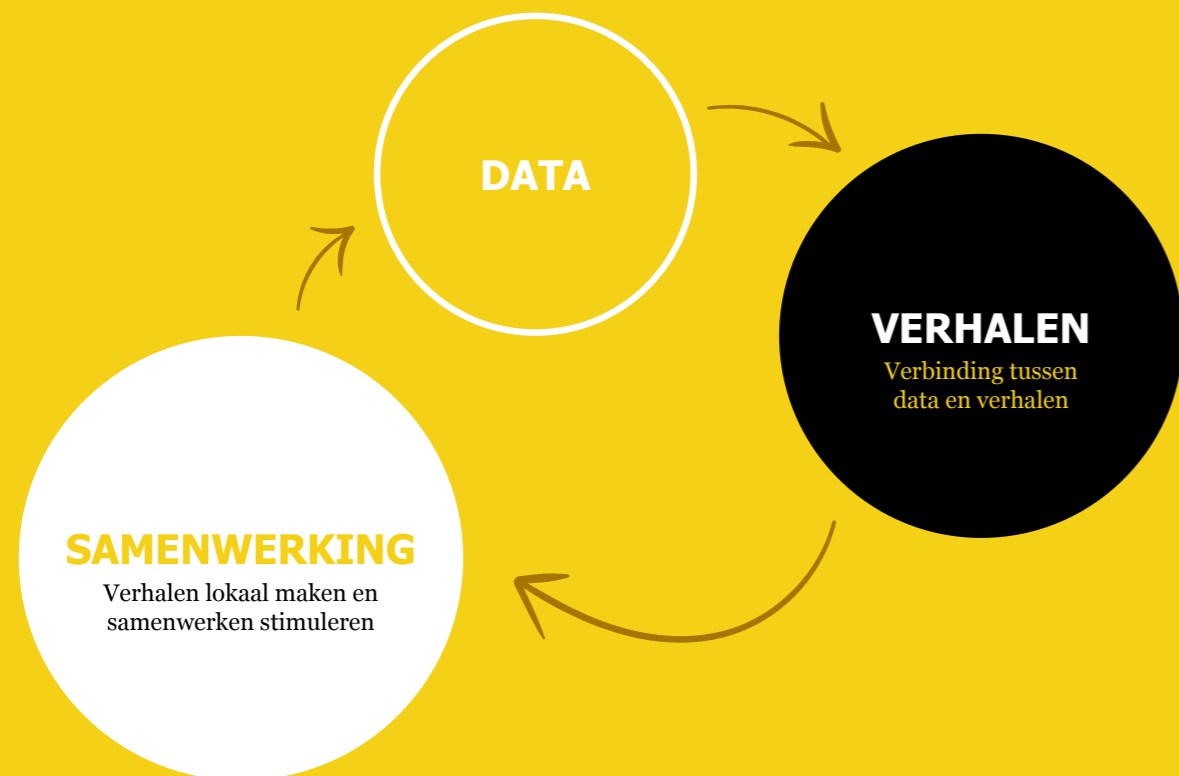 DATA
VERHALEN
Verbinding tussen
data en verhalen
SAMENWERKING
Verhalen lokaal maken en
samenwerken stimuleren